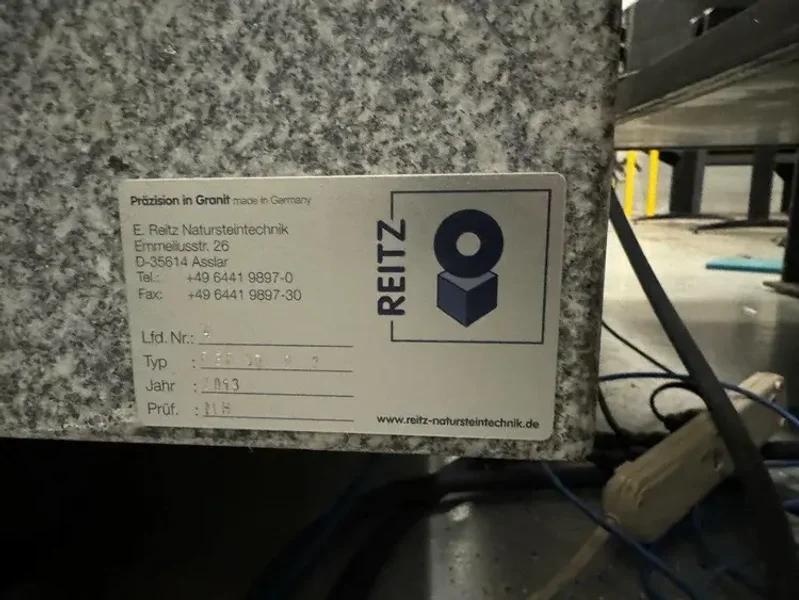 Präzision in Granit made in Germany
E. Reitz Natursteintechnik
Emmeliusstr. 26
D-35614 Asslar
Tel.: +49 6441 9897-0
Fax: +49 6441 9897-30
REITZ
Lfd. Nr.:
Typ :
Jahr :
Prüf. :
www.reitz-natursteintechnik.de